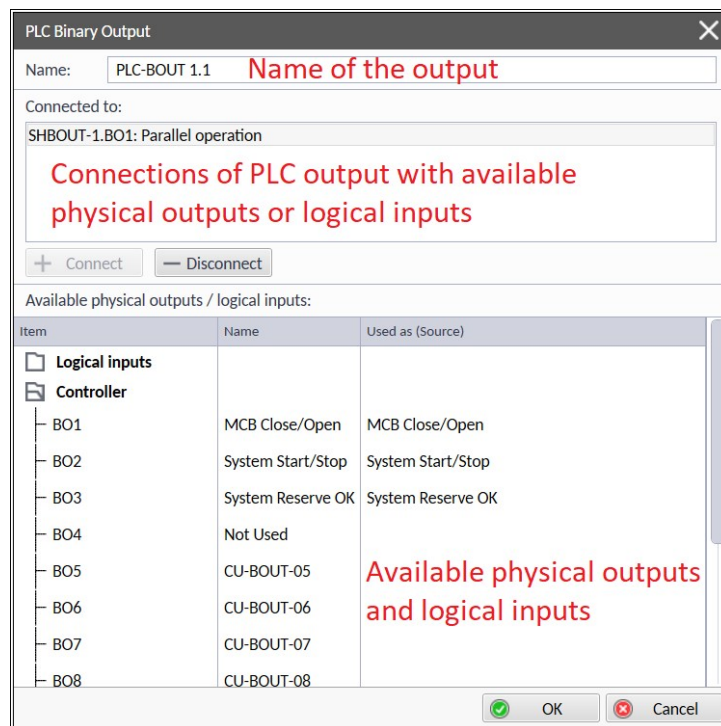 PLC Binary Output
Name: PLC-BOUT 1.1 Name of the output
Connected to:
SHBOUT-1.BO1: Parallel operation
Connections of PLC output with available
physical outputs or logical inputs
+ Connect — Disconnect
Available physical outputs / logical inputs:
Item Name Used as (Source)
Logical inputs
Controller
BO1 MCB Close/Open MCB Close/Open
BO2 System Start/Stop System Start/Stop
BO3 System Reserve OK System Reserve OK
BO4 Not Used
BO5 CU-BOUT-05 Available physical outputs
BO6 CU-BOUT-06 and logical inputs
BO7 CU-BOUT-07
BO8 CU-BOUT-08
OK Cancel